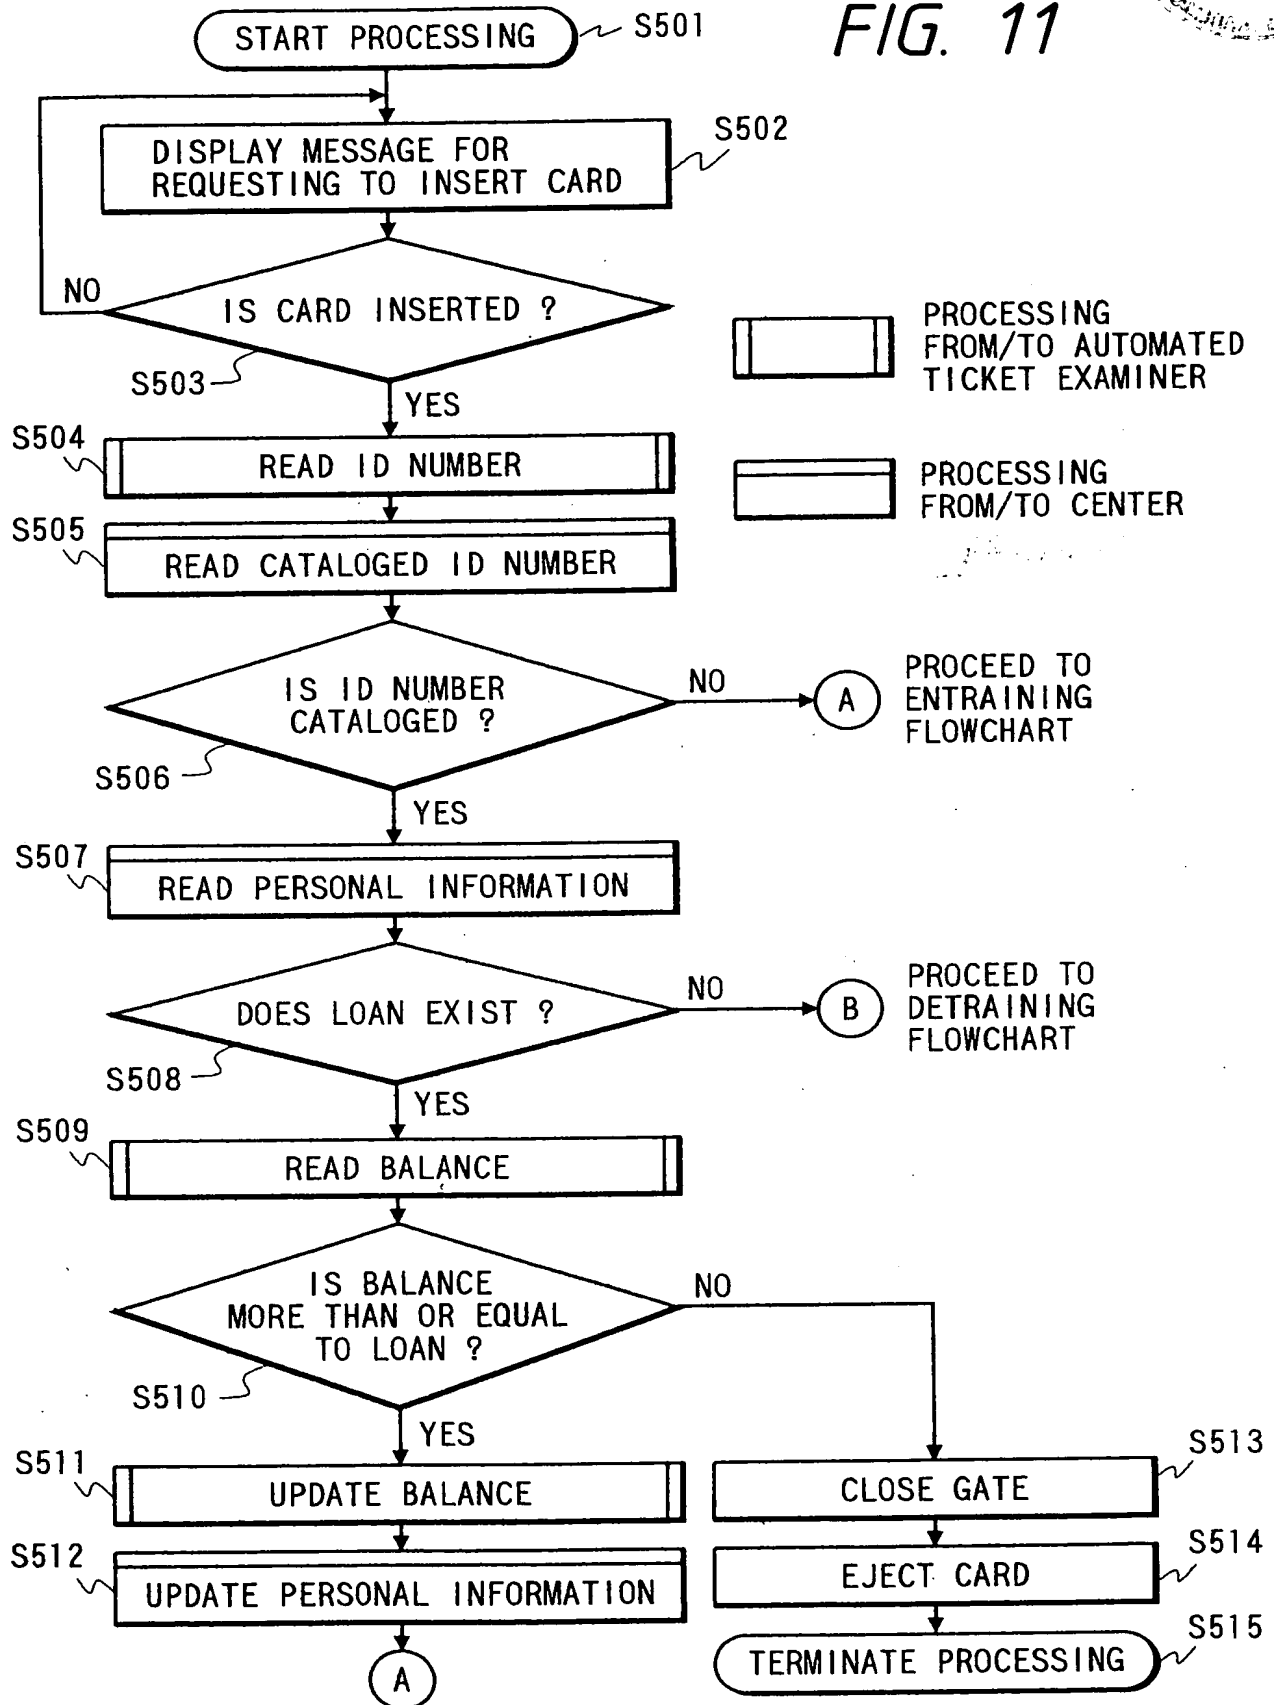 FIG. 11
START PROCESSING
S501
DISPLAY MESSAGE FOR
REQUESTING TO INSERT CARD
S502
NO
IS CARD INSERTED ?
S503
YES
PROCESSING
FROM/TO AUTOMATED
TICKET EXAMINER
S504
READ ID NUMBER
PROCESSING
FROM/TO CENTER
S505
READ CATALOGED ID NUMBER
IS ID NUMBER
CATALOGED ?
NO
A
PROCEED TO
ENTRAINING
FLOWCHART
S506
YES
S507
READ PERSONAL INFORMATION
DOES LOAN EXIST ?
NO
B
PROCEED TO
DETRAINING
FLOWCHART
S508
YES
S509
READ BALANCE
IS BALANCE
MORE THAN OR EQUAL
TO LOAN ?
NO
S510
YES
S511
UPDATE BALANCE
S513
CLOSE GATE
S512
UPDATE PERSONAL INFORMATION
S514
EJECT CARD
A
S515
TERMINATE PROCESSING